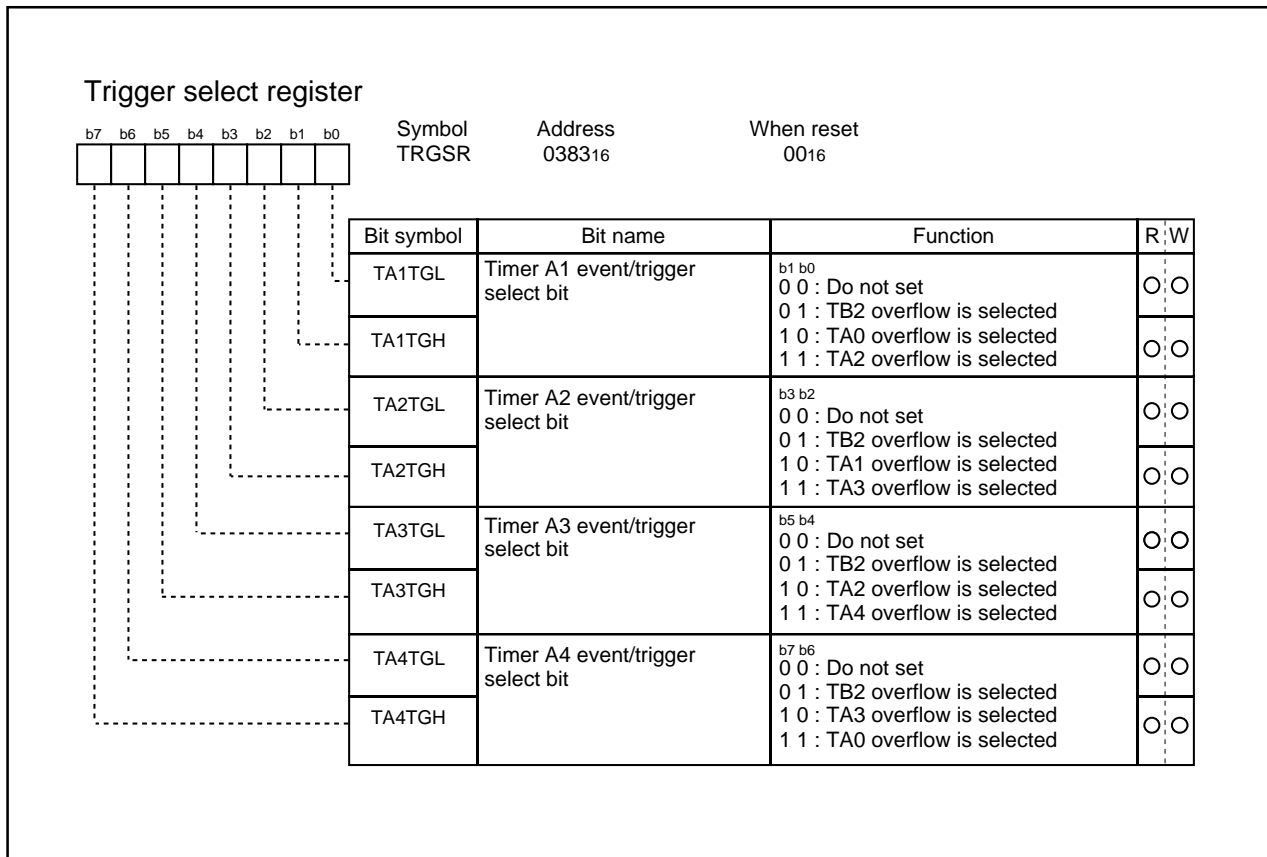 Trigger select register
b7 b6 b5 b4 b3 b2 b1 b0
Symbol Address When reset
TRGSR 038316 0016
Bit symbol Bit name Function R W
TA1TGL Timer A1 event/trigger select bit
b1 b0
0 0 : Do not set
0 1 : TB2 overflow is selected
TA1TGH
1 0 : TA0 overflow is selected
1 1 : TA2 overflow is selected
TA2TGL Timer A2 event/trigger select bit
b3 b2
0 0 : Do not set
0 1 : TB2 overflow is selected
TA2TGH
1 0 : TA1 overflow is selected
1 1 : TA3 overflow is selected
TA3TGL Timer A3 event/trigger select bit
b5 b4
0 0 : Do not set
0 1 : TB2 overflow is selected
TA3TGH
1 0 : TA2 overflow is selected
1 1 : TA4 overflow is selected
TA4TGL Timer A4 event/trigger select bit
b7 b6
0 0 : Do not set
0 1 : TB2 overflow is selected
TA4TGH
1 0 : TA3 overflow is selected
1 1 : TA0 overflow is selected